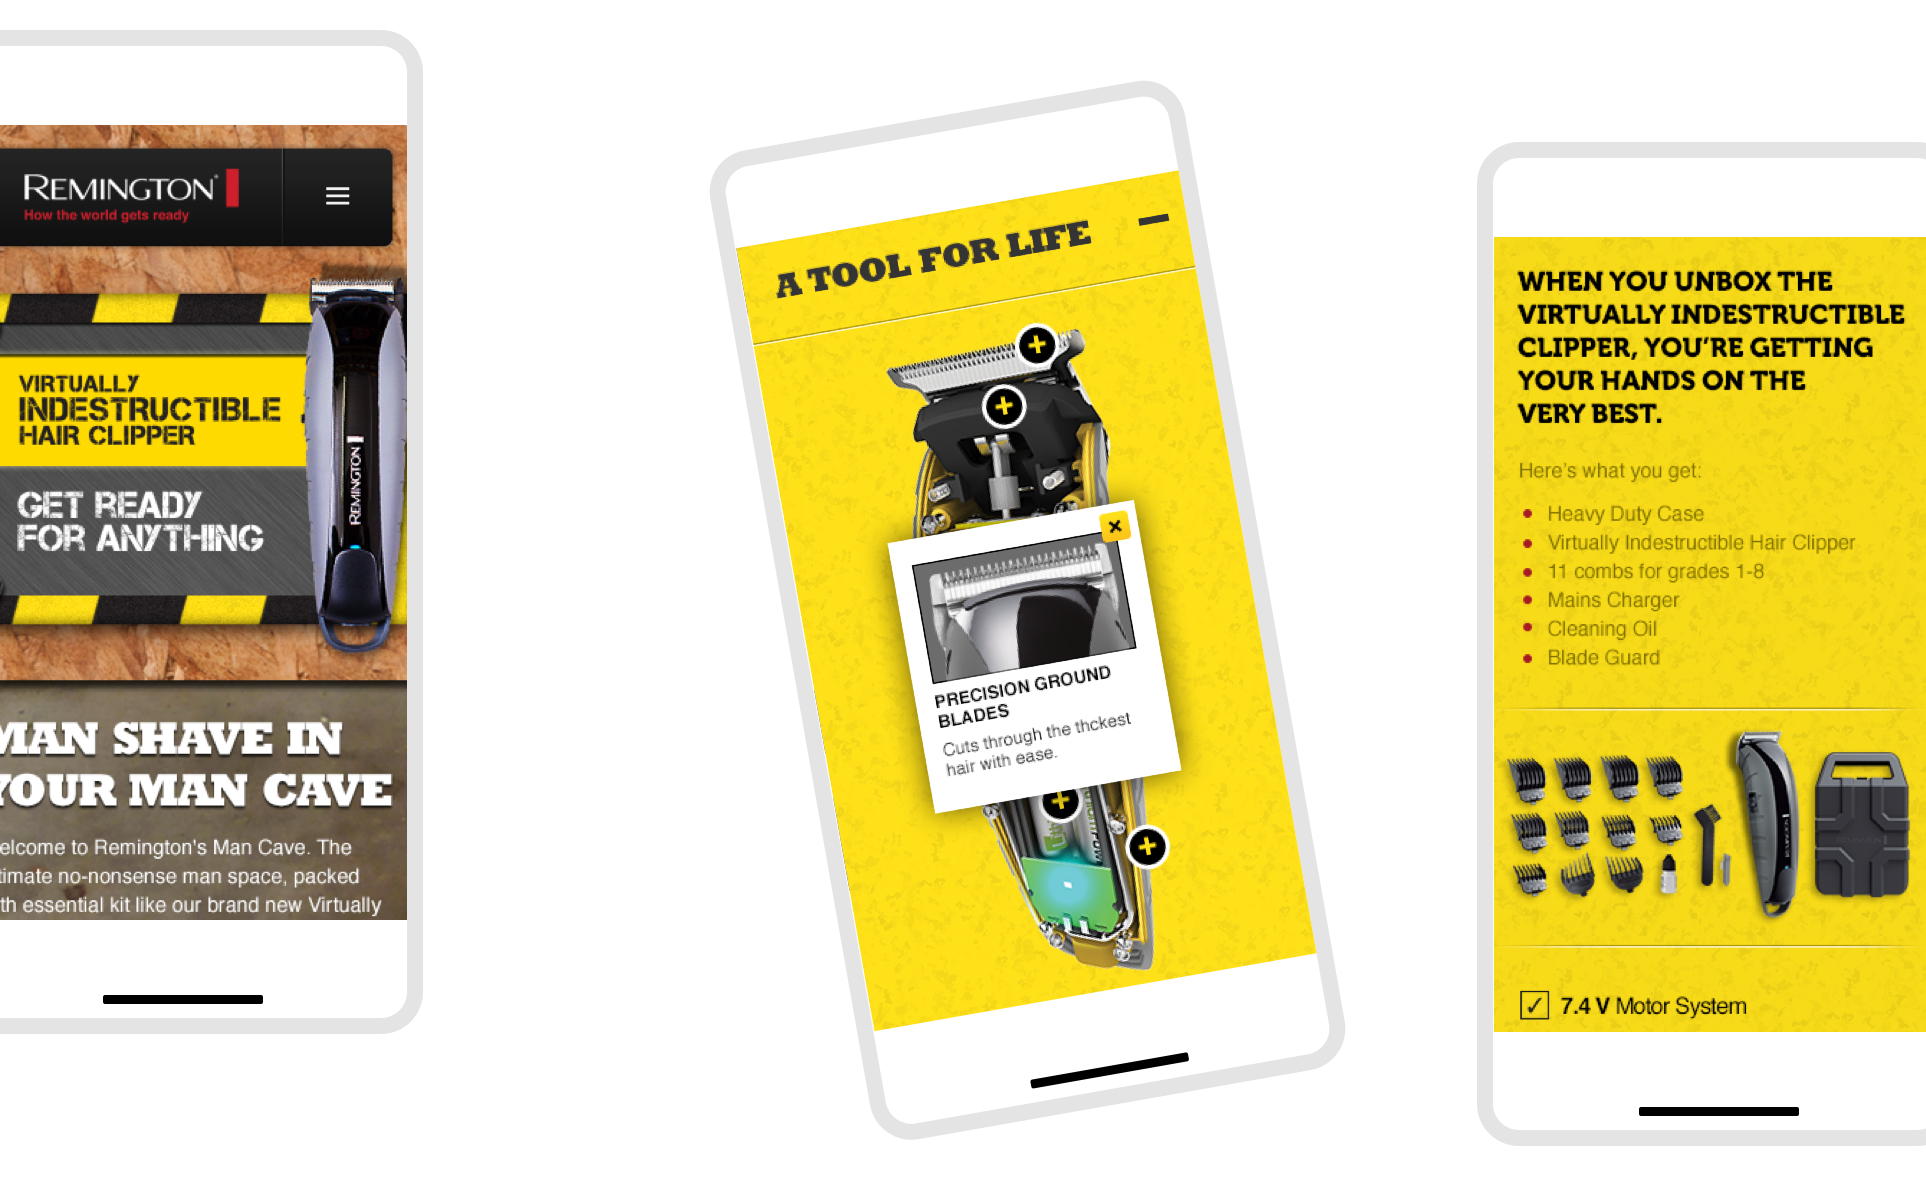 REMINGTON
How the world gets ready
VIRTUALLY
INDESTRUCTIBLE
HAIR CLIPPER
GET READY
FOR ANYTHING
REMINGTON
MAN SHAVE IN
YOUR MAN CAVE
elcome to Remington's Man Cave. The
timate no-nonsense man space, packed
th essential kit like our brand new Virtually
A TOOL FOR LIFE
PRECISION GROUND
BLADES
Cuts through the thckest
hair with ease.
WHEN YOU UNBOX THE
VIRTUALLY INDESTRUCTIBLE
CLIPPER, YOU'RE GETTING
YOUR HANDS ON THE
VERY BEST.
Here's what you get:
Heavy Duty Case
Virtually Indestructible Hair Clipper
11 combs for grades 1-8
Mains Charger
Cleaning Oil
Blade Guard
7.4 V Motor System